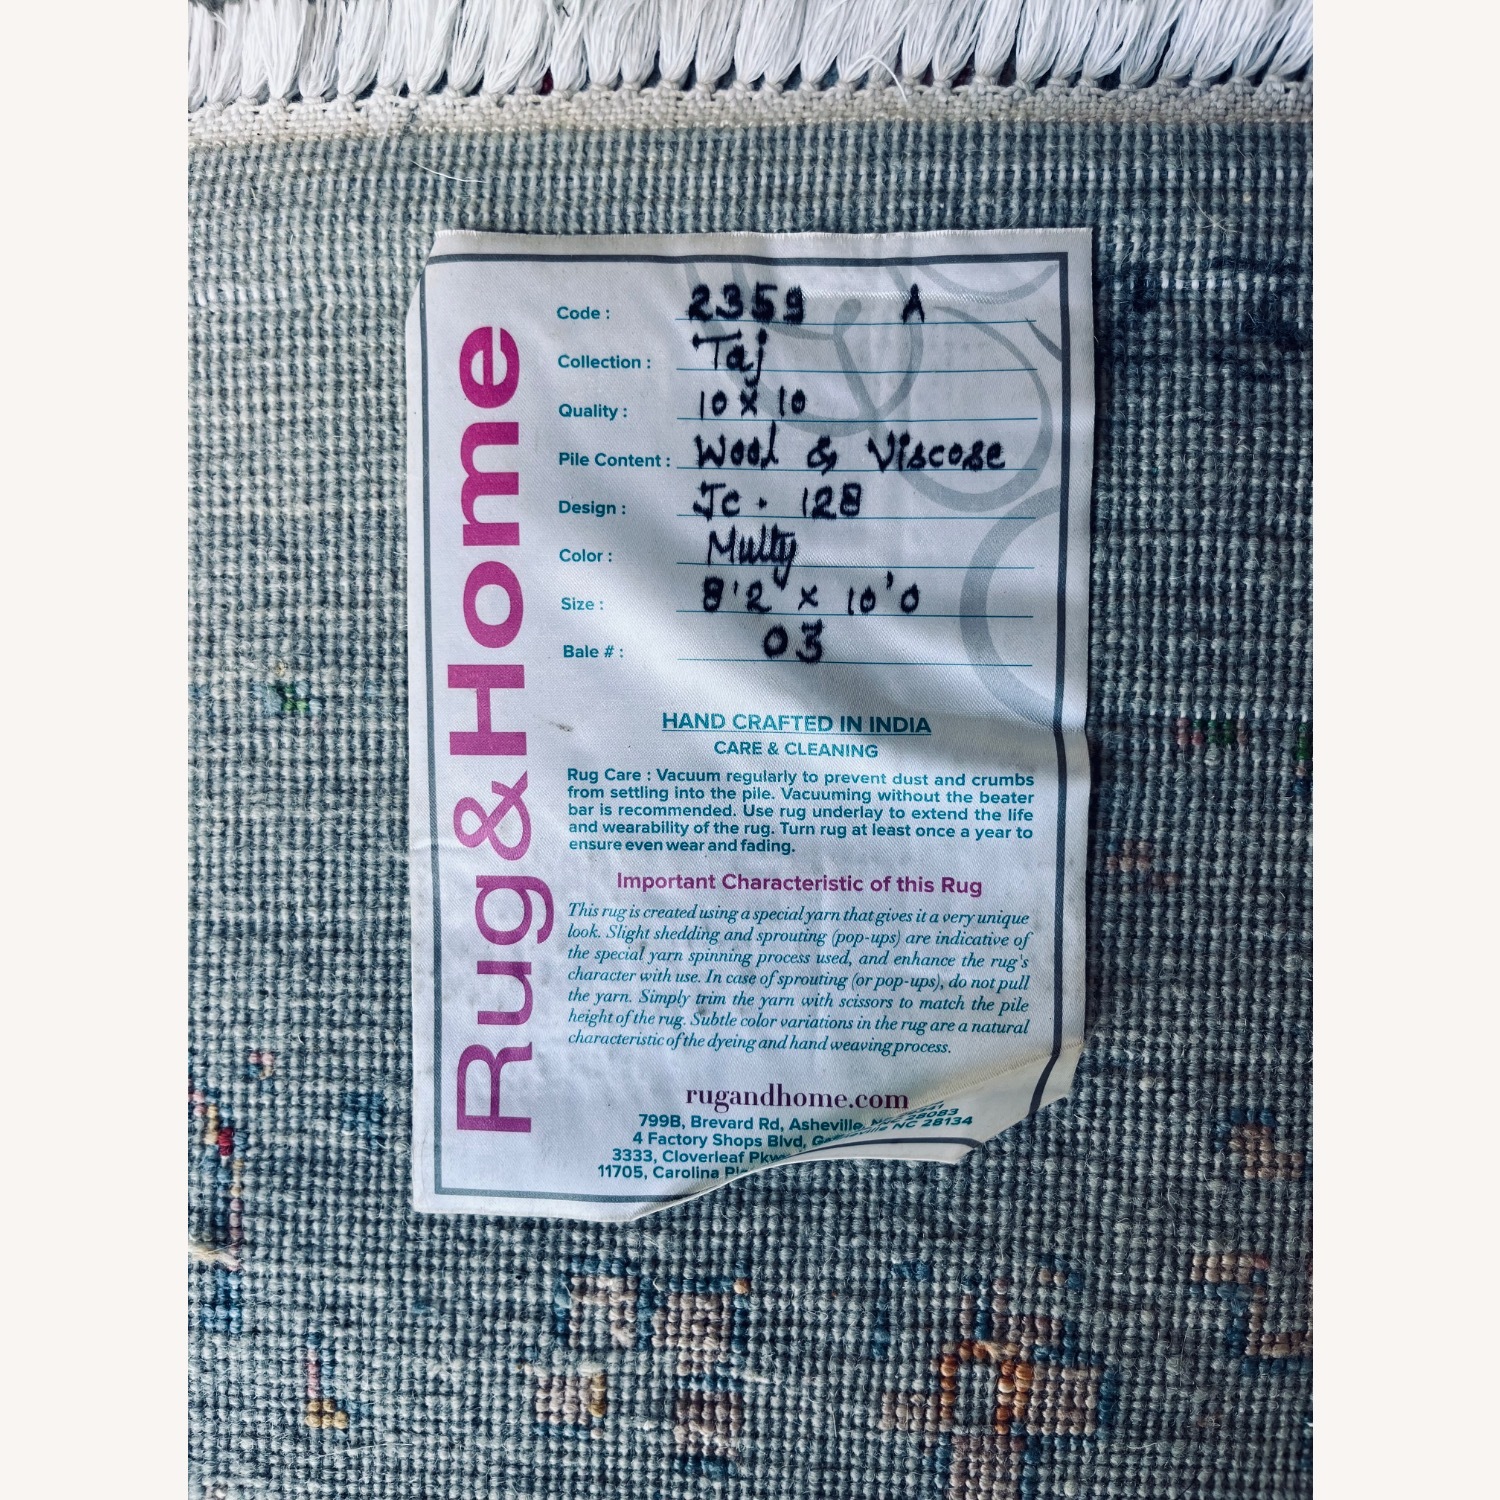 Rug&Home
Code : 2359 A
Collection : Taj
Quality : 10 x 10
Pile Content : Wool & Viscose
Design : Jc. 128
Color : Multy
Size : 8'2" x 10'0
Bale # : 03
HAND CRAFTED IN INDIA
CARE & CLEANING
Rug Care : Vacuum regularly to prevent dust and crumbs
from settling into the pile. Vacuuming without the beater
bar is recommended. Use rug underlay to extend the life
and wearability of the rug. Turn rug at least once a year to
ensure even wear and fading.
Important Characteristic of this Rug
This rug is created using a special yarn that gives it a very unique
look. Slight shedding and sprouting (pop-ups) are indicative of
the special yarn spinning process used, and enhance the rug's
character with use. In case of sprouting (or pop-ups), do not pull
the yarn. Simply trim the yarn with scissors to match the pile
height of the rug. Subtle color variations in the rug are a natural
characteristic of the dyeing and hand weaving process.
rugandhome.com
799B, Brevard Rd, Asheville,
4 Factory Shops Blvd, NC 28134
3333, Cloverleaf 28083
11705, Carolina